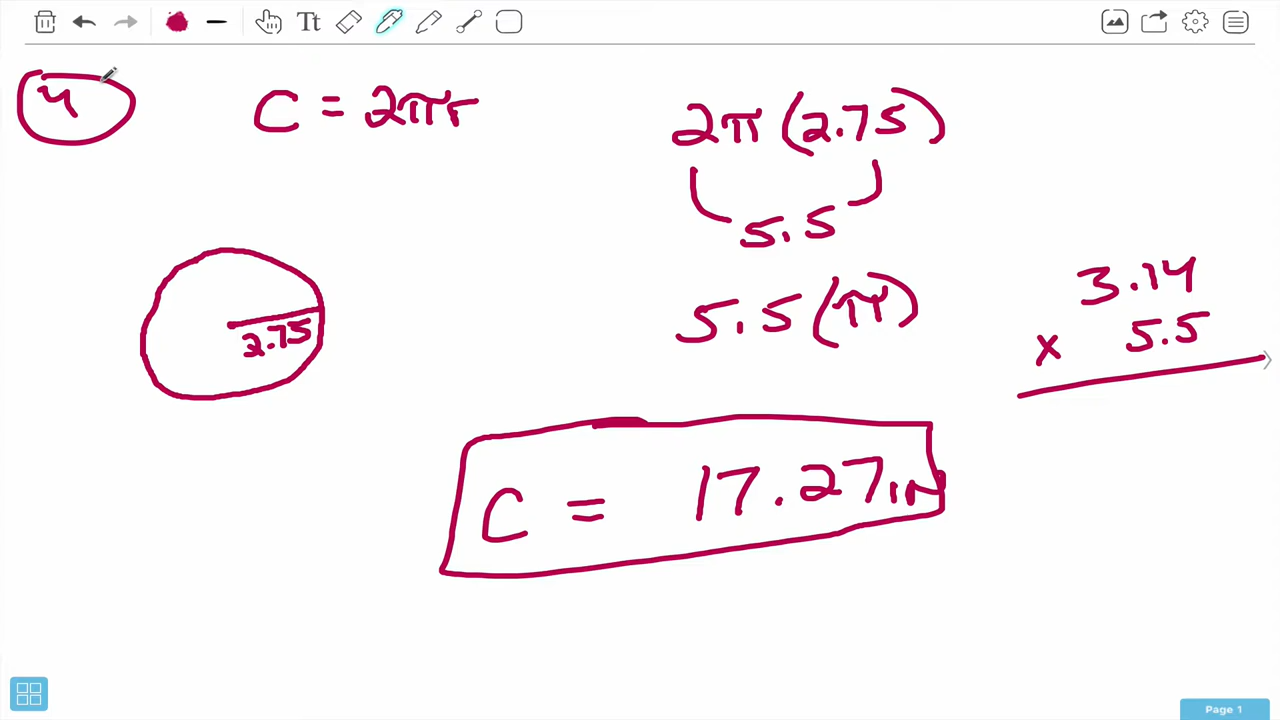 Tt
4
C = 2πr
2.75
2π(2.75)
5.5
5.5(π)
3.14
x 5.5
C = 17.27in
Page 1